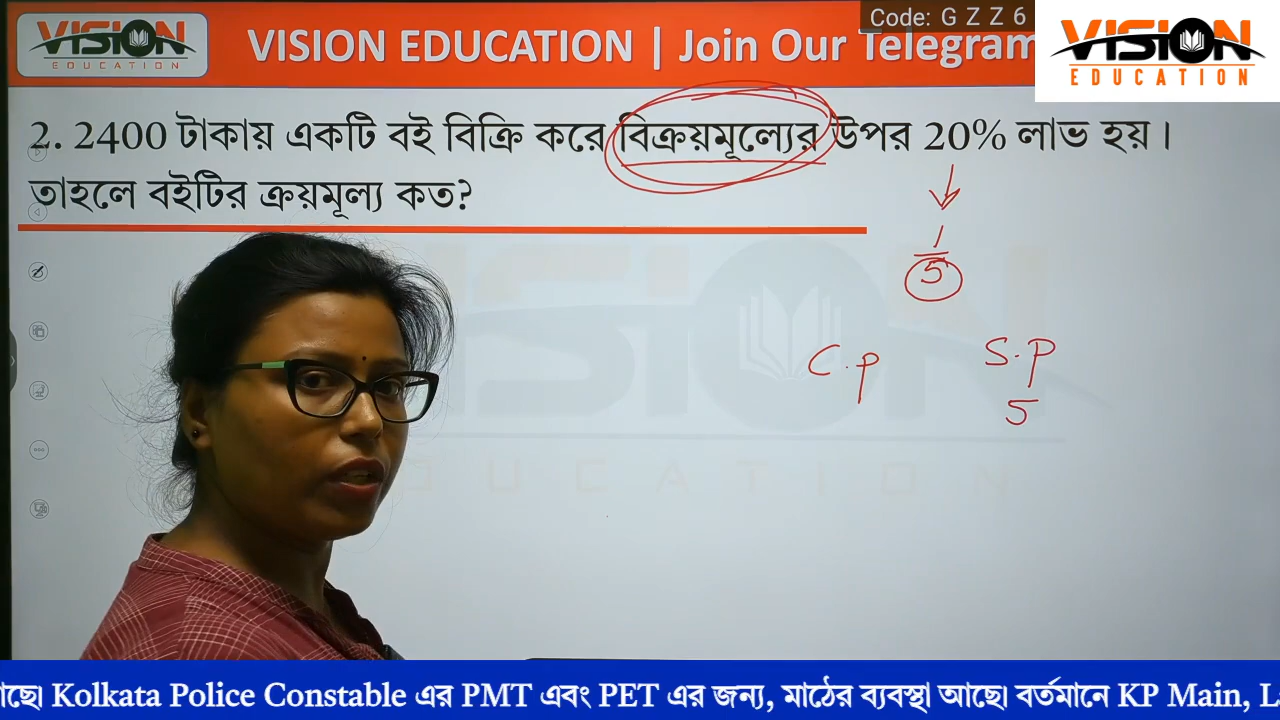 VISION
EDUCATION
VISION EDUCATION | Join Our Telegram
Code: G Z Z 6
VISION
EDUCATION
2. 2400 টাকায় একটি বই বিক্রি করে বিক্রয়মূল্যের উপর 20% লাভ হয়।
তাহলে বইটির ক্রয়মূল্য কত?
1
5
C.p
S.p
5
VISION
EDUCATION
Kolkata Police Constable এর PMT এবং PET এর জন্য, মাঠের ব্যবস্থা আছে। বর্তমানে KP Main,